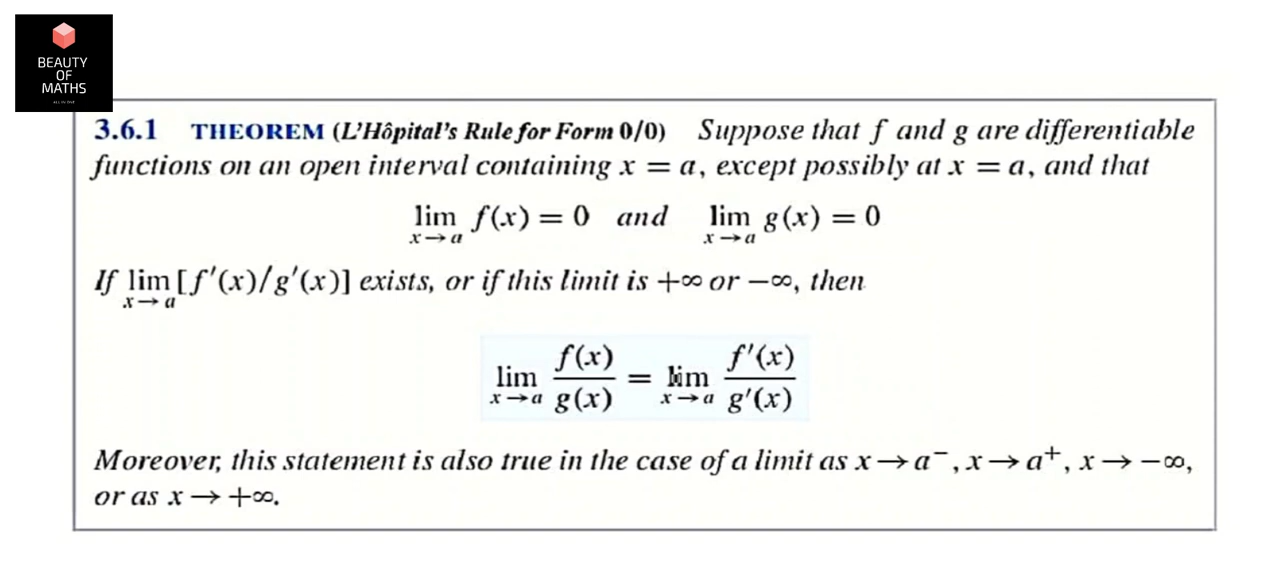 BEAUTY
OF
MATHS
ALL IN ONE
3.6.1 THEOREM (L'Hôpital's Rule for Form 0/0) Suppose that f and g are differentiable
functions on an open interval containing x = a, except possibly at x = a, and that
lim x→a f(x) = 0 and lim x→a g(x) = 0
If lim x→a [f′(x)/g′(x)] exists, or if this limit is +∞ or −∞, then
lim x→a f(x)/g(x) = lim x→a f′(x)/g′(x)
Moreover, this statement is also true in the case of a limit as x→a⁻, x→a⁺, x→−∞,
or as x→+∞.